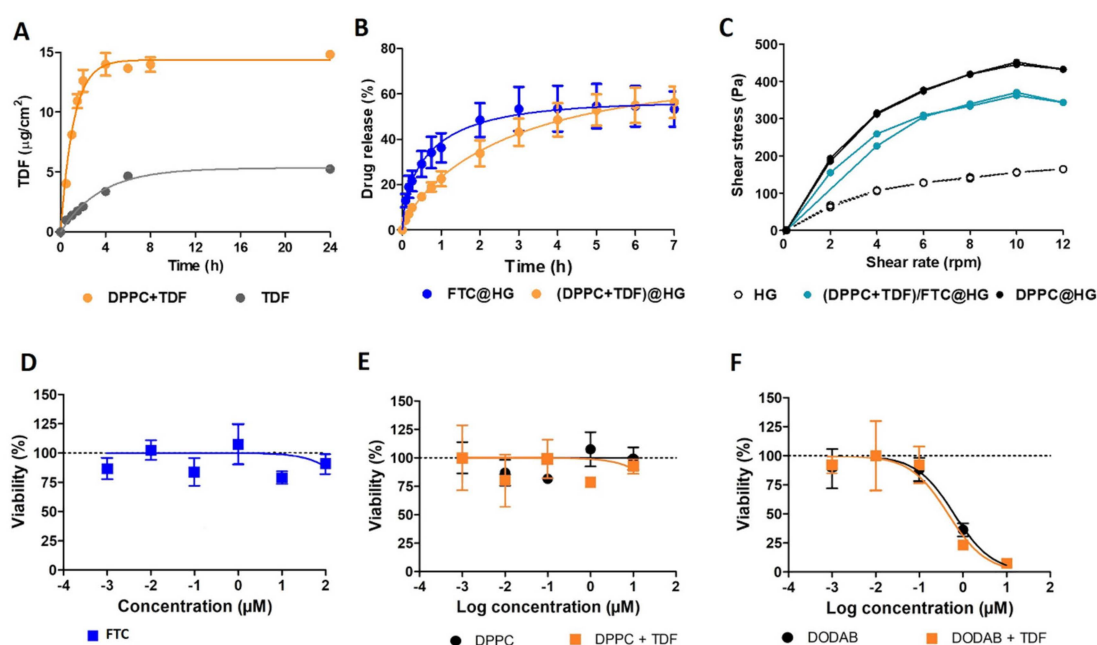 A
TDF (μg/cm²)
15
10
5
0
0 4 8 12 16 20 24
Time (h)
DPPC+TDF TDF
B
Drug release (%)
80
60
40
20
0
0 1 2 3 4 5 6 7
Time (h)
FTC@HG (DPPC+TDF)@HG
C
Shear stress (Pa)
500
400
300
200
100
0
0 2 4 6 8 10 12
Shear rate (rpm)
HG (DPPC+TDF)/FTC@HG DPPC@HG
D
Viability (%)
150
125
100
75
50
25
0
-4 -3 -2 -1 0 1 2
Concentration (μM)
FTC
E
Viability (%)
150
125
100
75
50
25
0
-4 -3 -2 -1 0 1 2
Log concentration (μM)
DPPC DPPC + TDF
F
Viability (%)
150
125
100
75
50
25
0
-4 -3 -2 -1 0 1 2
Log concentration (μM)
DODAB DODAB + TDF